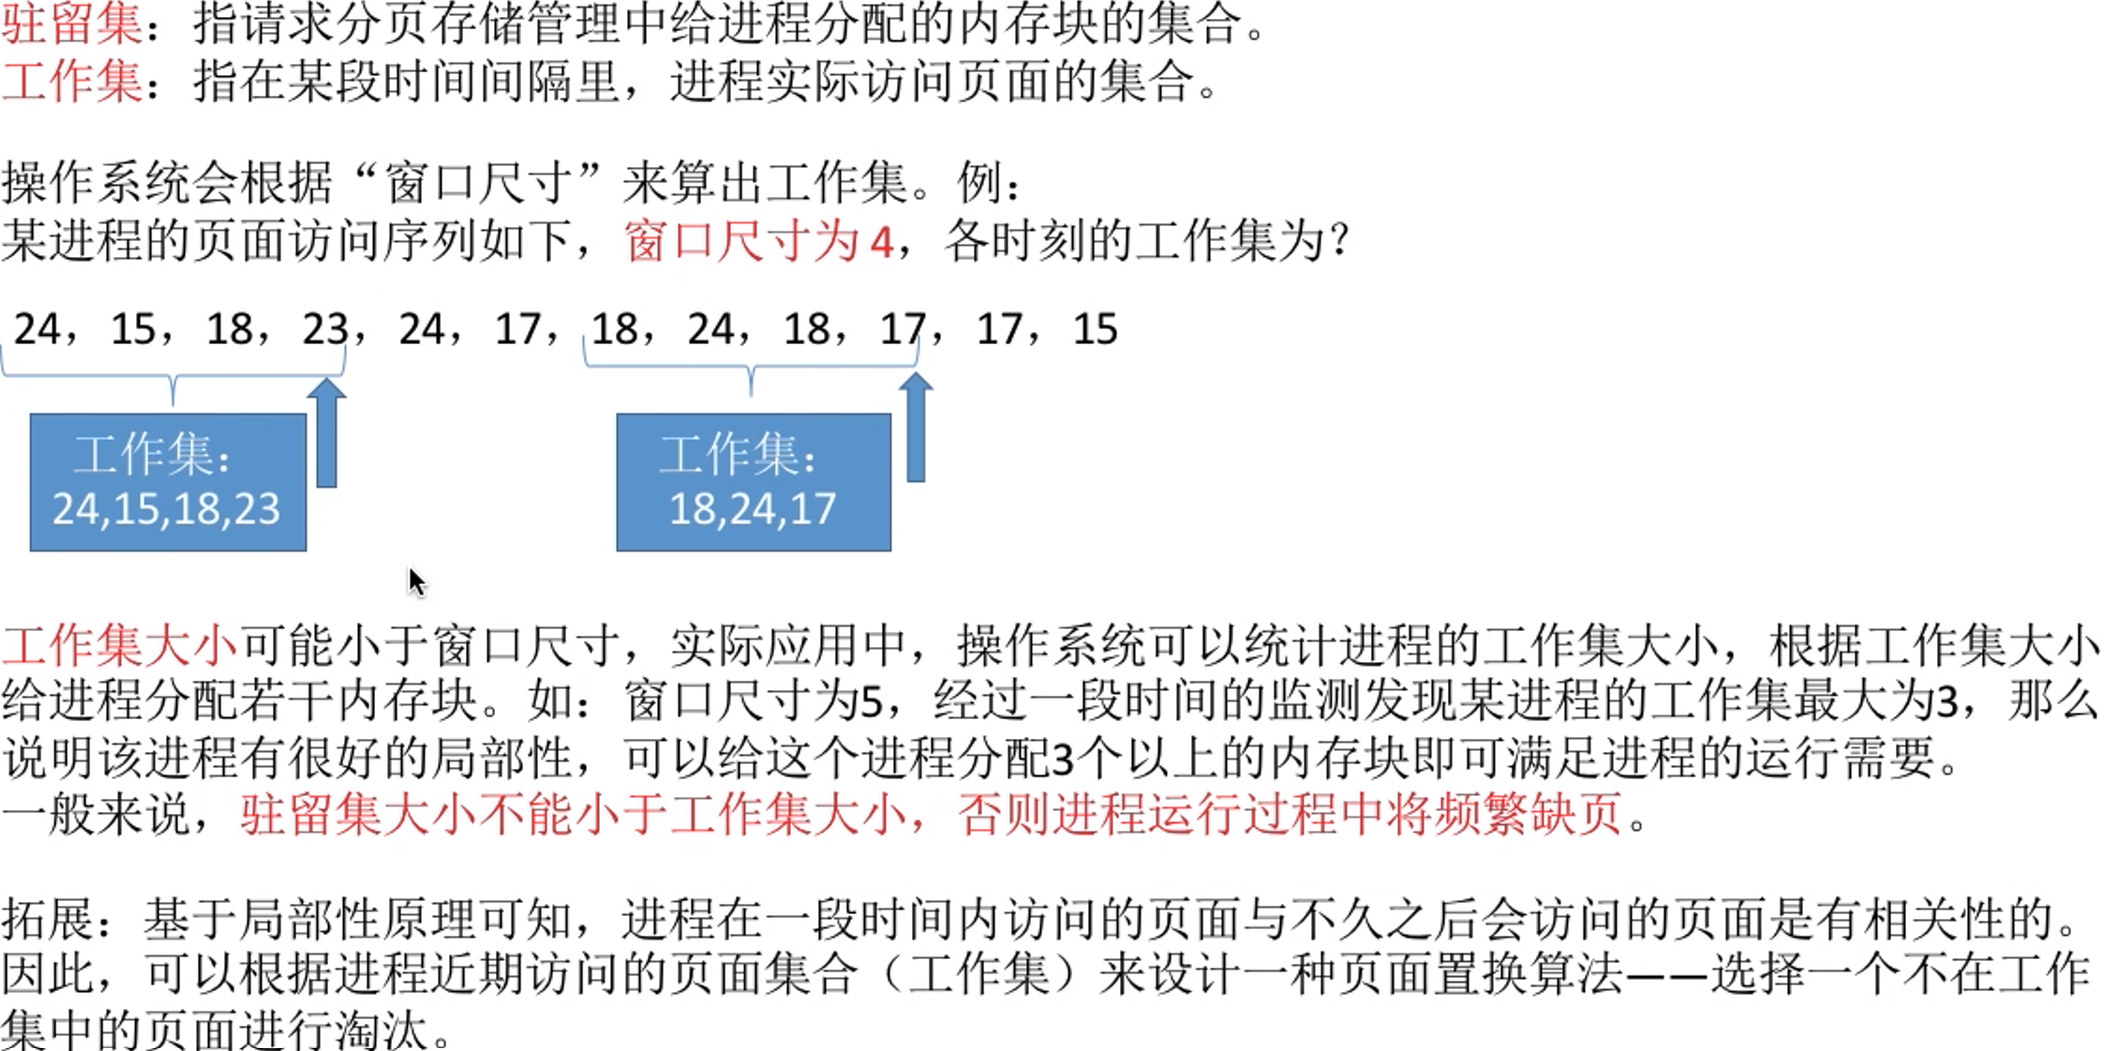 驻留集：指请求分页存储管理中给进程分配的内存块的集合。
工作集：指在某段时间间隔里，进程实际访问页面的集合。
操作系统会根据“窗口尺寸”来算出工作集。例：
某进程的页面访问序列如下，窗口尺寸为 4，各时刻的工作集为？
24，15，18，23，24，17，18，24，18，17，17，15
工作集：
24,15,18,23
工作集：
18,24,17
工作集大小可能小于窗口尺寸，实际应用中，操作系统可以统计进程的工作集大小，根据工作集大小
给进程分配若干内存块。如：窗口尺寸为5，经过一段时间的监测发现某进程的工作集最大为3，那么
说明该进程有很好的局部性，可以给这个进程分配3个以上的内存块即可满足进程的运行需要。
一般来说，驻留集大小不能小于工作集大小，否则进程运行过程中将频繁缺页。
拓展：基于局部性原理可知，进程在一段时间内访问的页面与不久之后会访问的页面是有相关性的。
因此，可以根据进程近期访问的页面集合（工作集）来设计一种页面置换算法——选择一个不在工作
集中的页面进行淘汰。